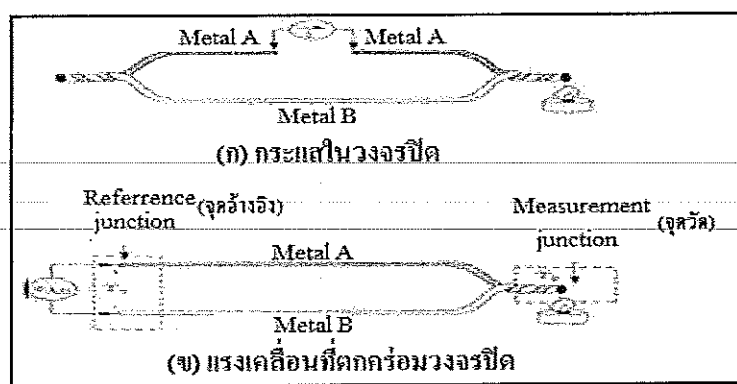 Metal A Metal A
Metal B
(ก) กระแสในวงจรปิด
Referrence (จุดอ้างอิง)
junction
Measurement (จุดวัด)
junction
Metal A
Metal B
(ข) แรงเคลื่อนที่ตกคร่อมวงจรปิด